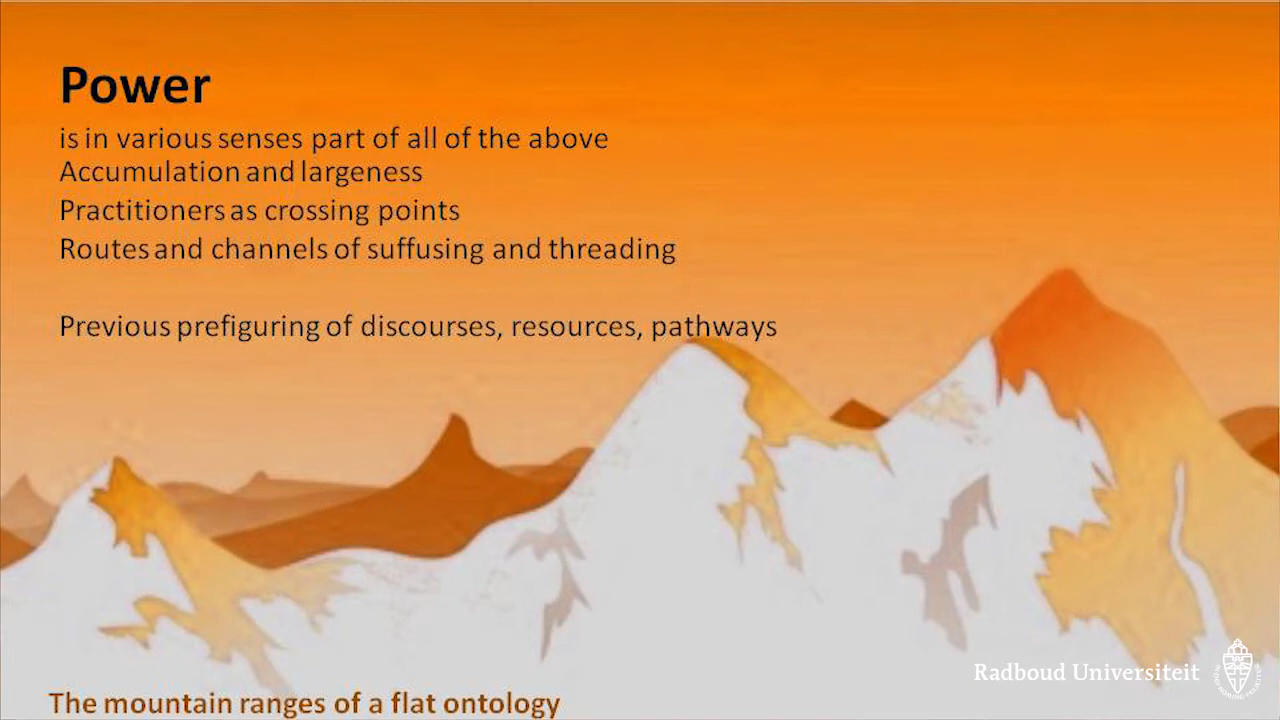 Power
is in various senses part of all of the above
Accumulation and largeness
Practitioners as crossing points
Routes and channels of suffusing and threading
Previous prefiguring of discourses, resources, pathways
Radboud Universiteit
The mountain ranges of a flat ontology